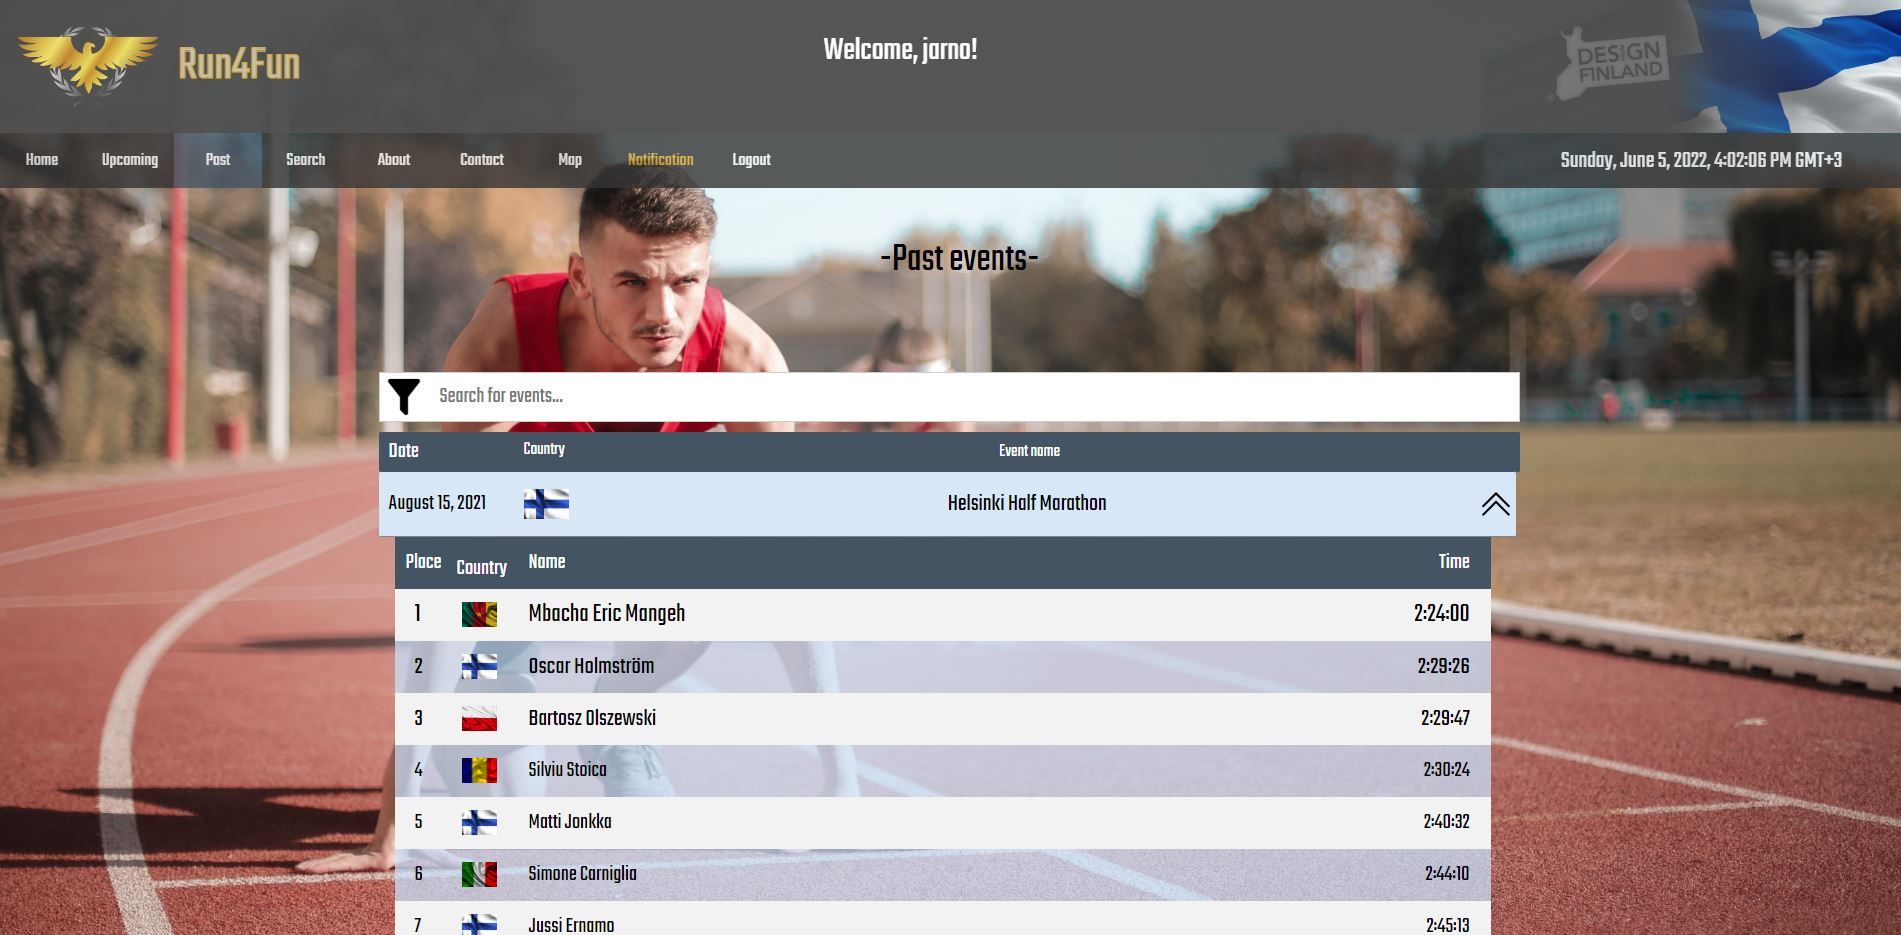 Run4Fun
Welcome, jarno!
DESIGN
FROM
FINLAND
®
Home Upcoming Past Search About Contact Map Notification Logout Sunday, June 5, 2022, 4:02:06 PM GMT+3
-Past events-
Search for events...
Date Country Event name
August 15, 2021 Helsinki Half Marathon
Place Country Name Time
1 Mbacha Eric Mangeh 2:24:00
2 Oscar Holmström 2:29:26
3 Bartosz Olszewski 2:29:47
4 Silviu Stoica 2:30:24
5 Matti Jonkka 2:40:32
6 Simone Carniglia 2:44:10
7 Jussi Ernamo 2:45:13